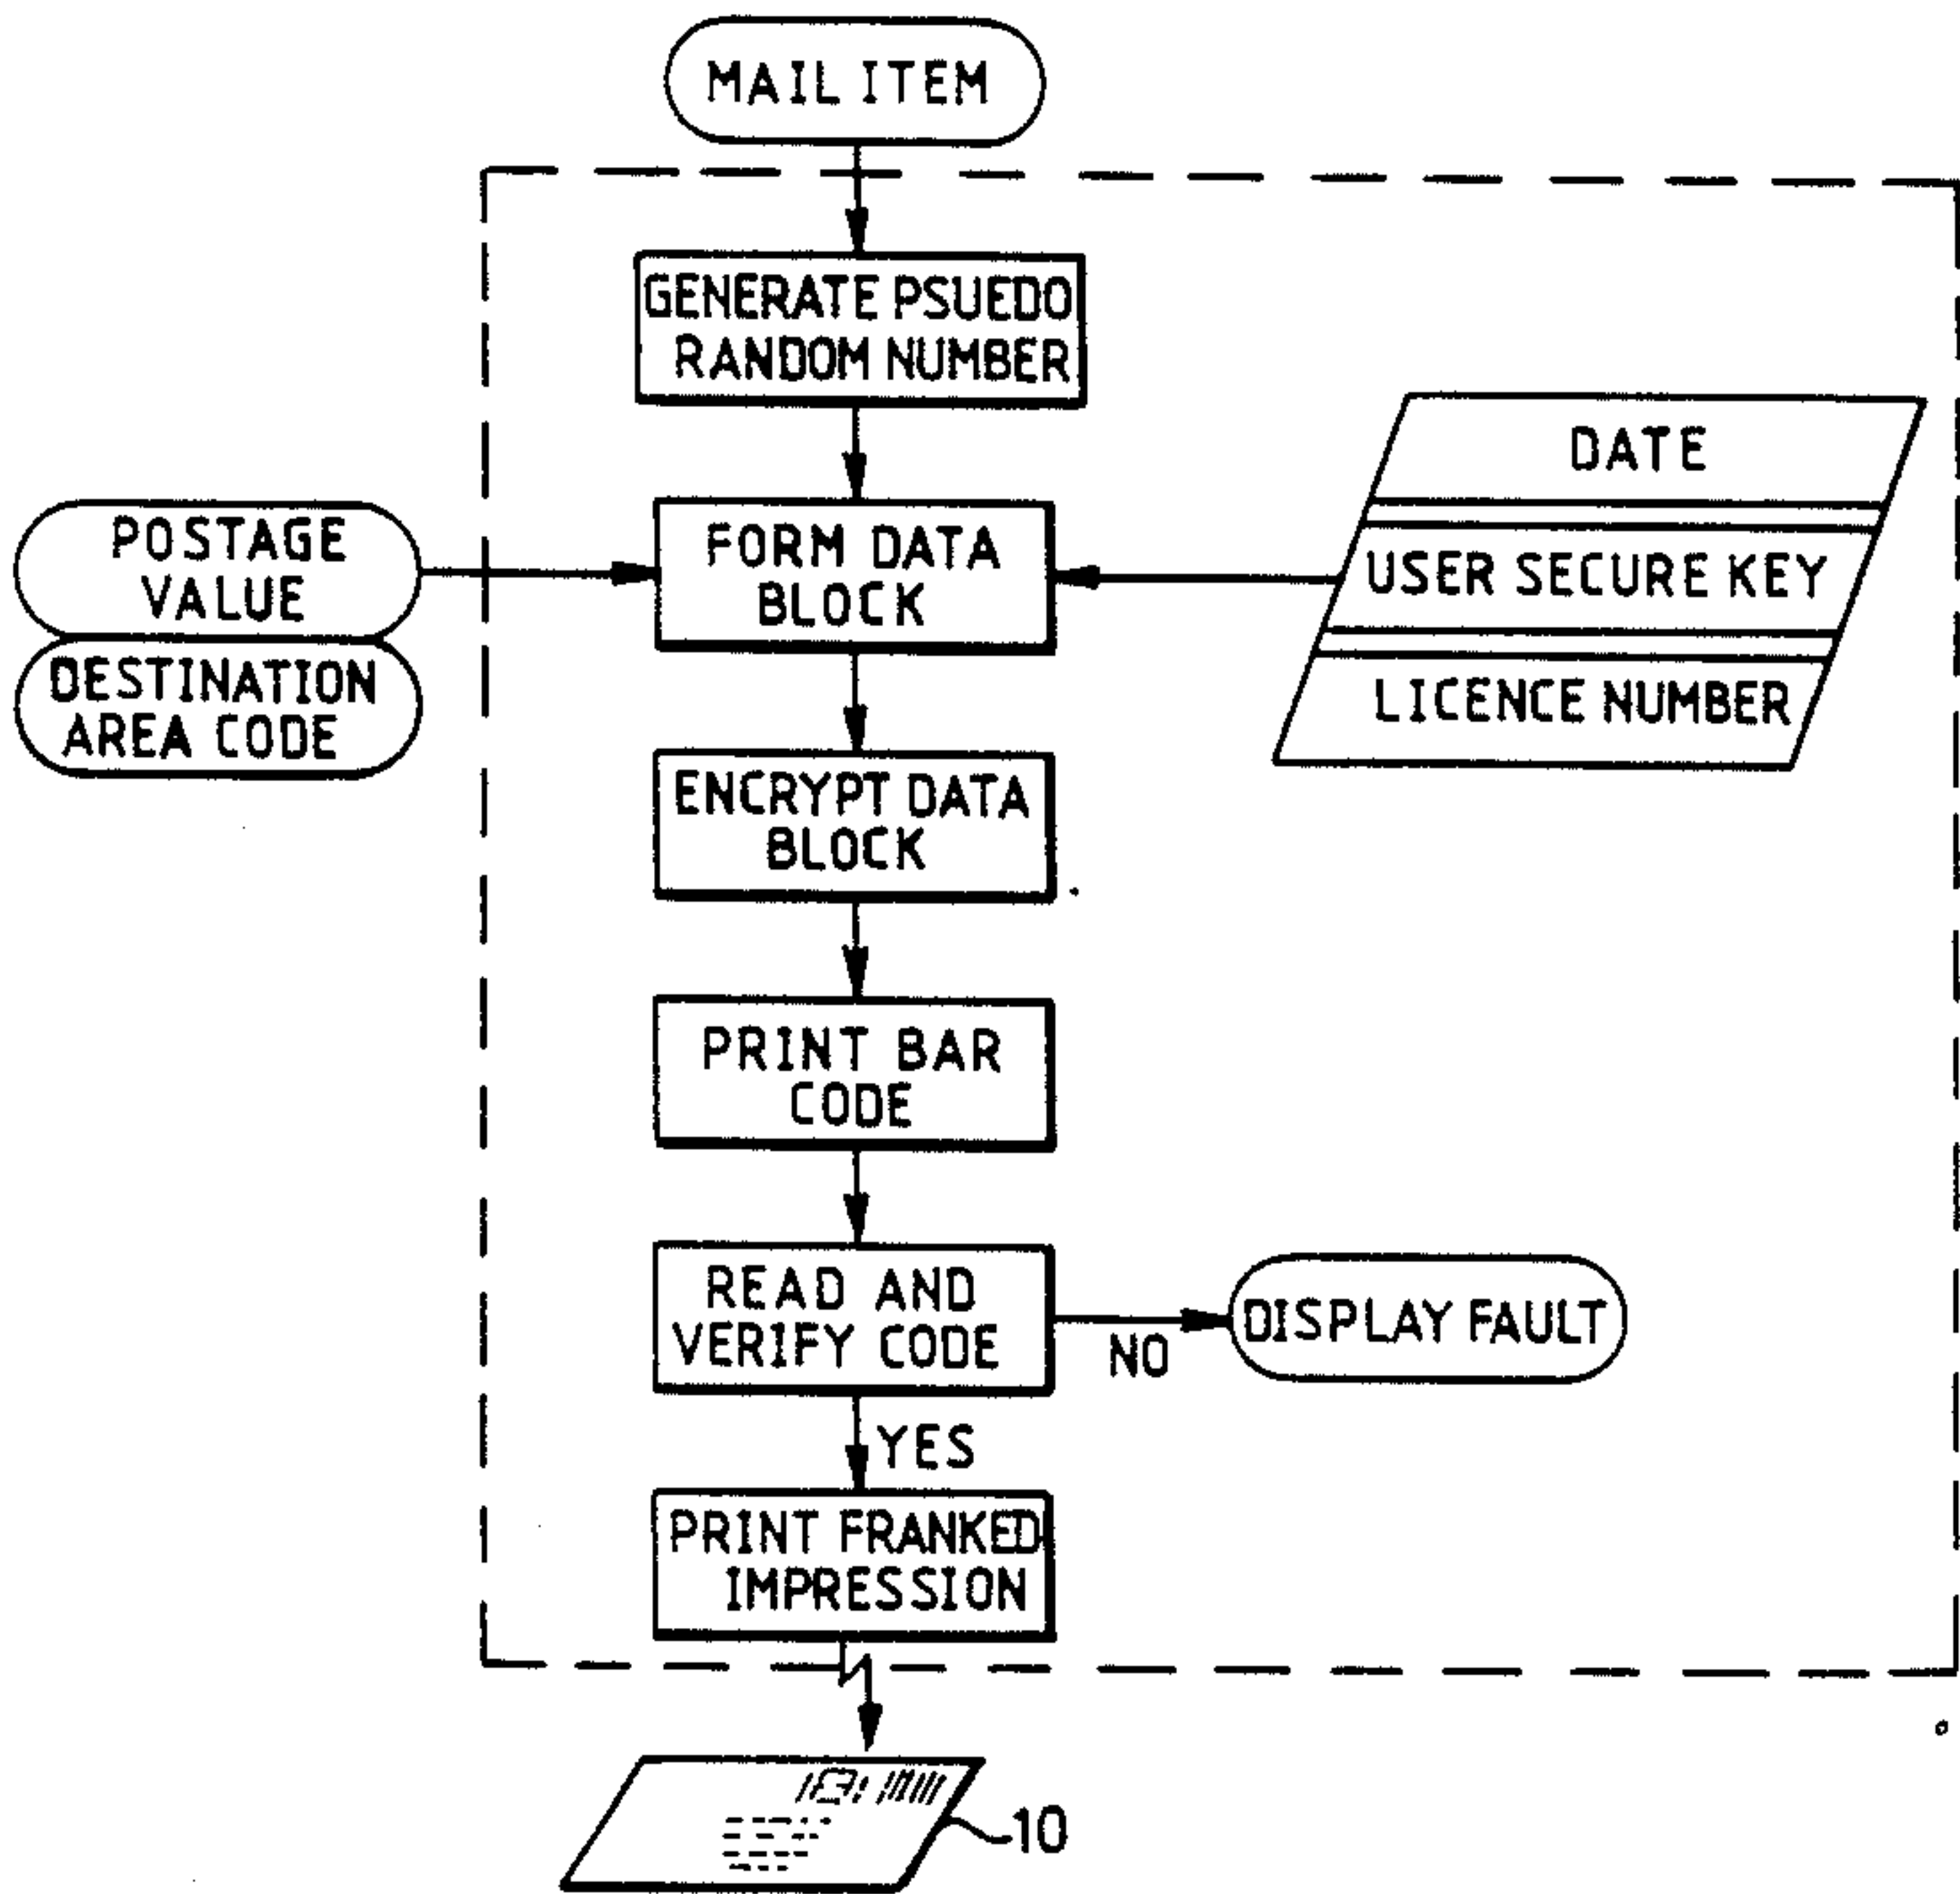 MAIL ITEM
GENERATE PSUEDO
RANDOM NUMBER
DATE
POSTAGE
VALUE
FORM DATA
BLOCK
USER SECURE KEY
DESTINATION
AREA CODE
LICENCE NUMBER
ENCRYPT DATA
BLOCK
PRINT BAR
CODE
READ AND
VERIFY CODE
NO
DISPLAY FAULT
YES
PRINT FRANKED
IMPRESSION
10